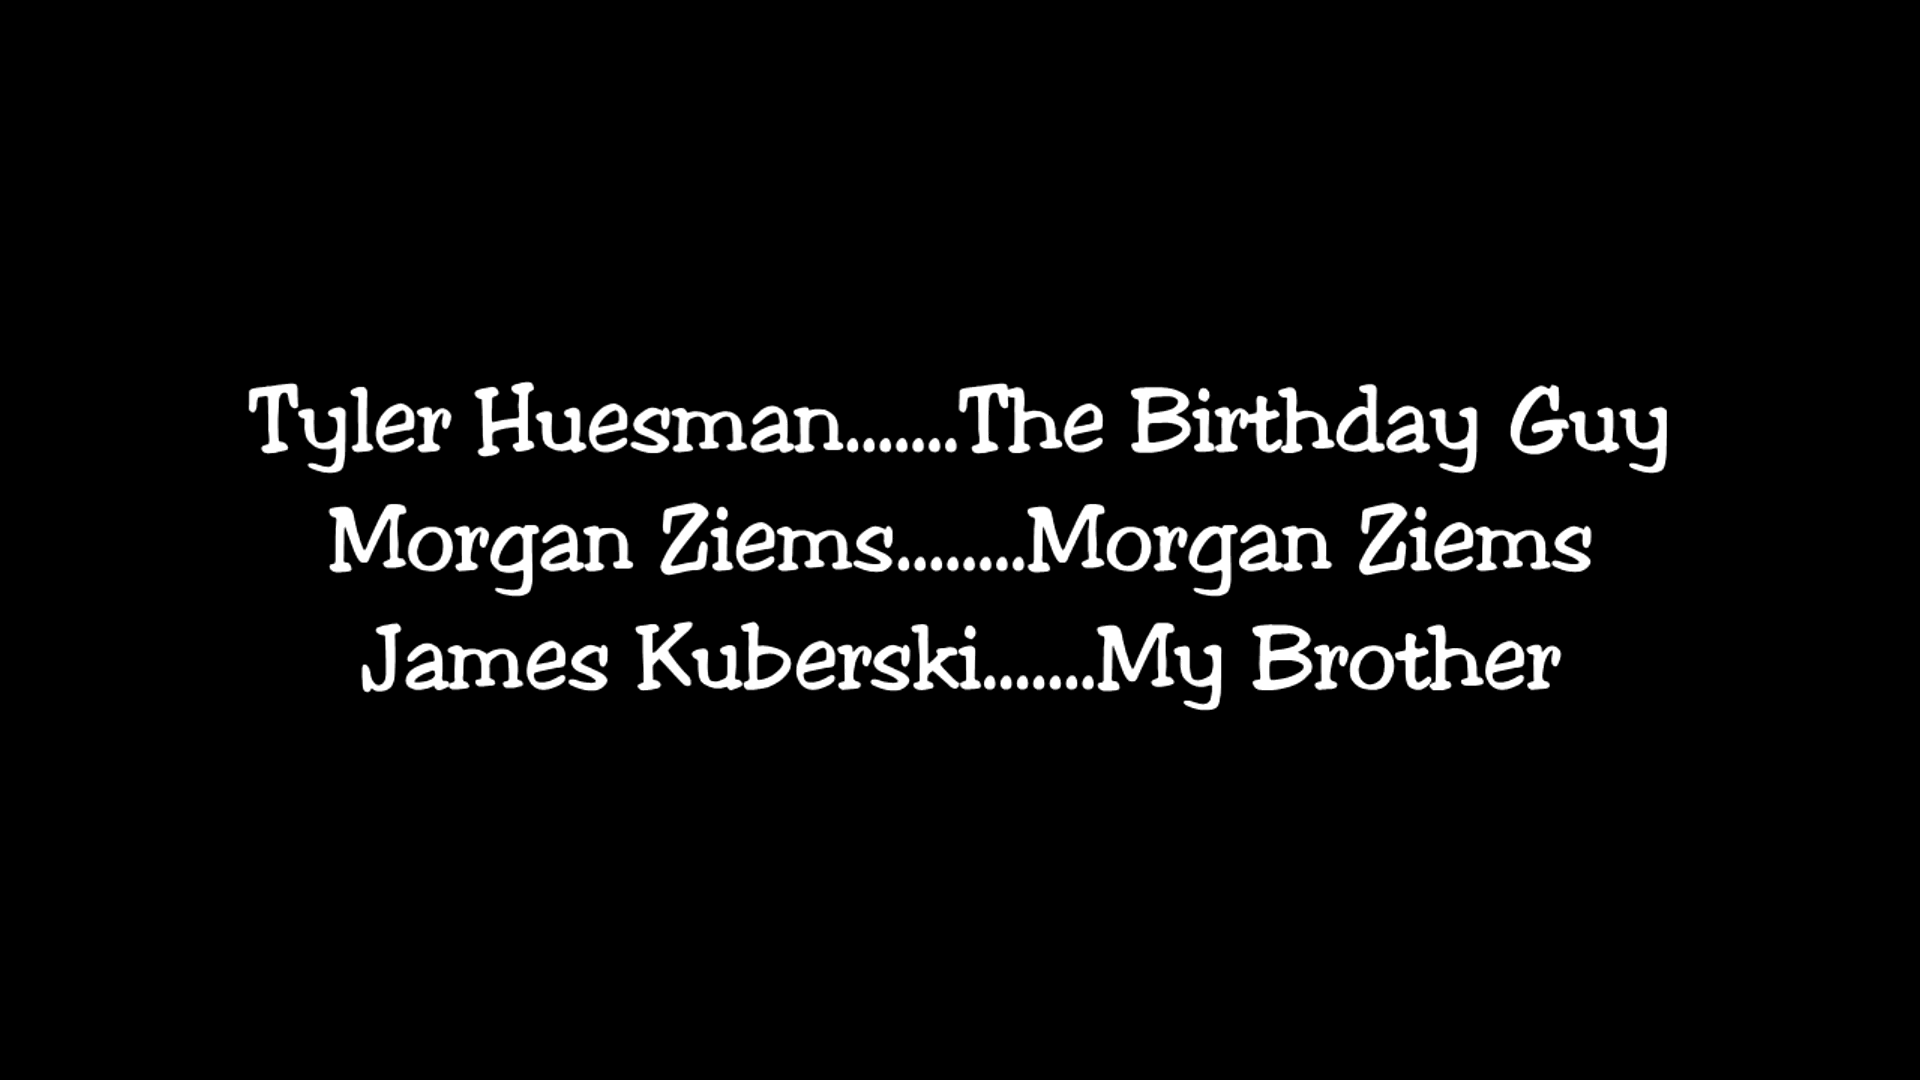 Tyler Huesman.......The Birthday Guy
Morgan Ziems........Morgan Ziems
James Kuberski.......My Brother